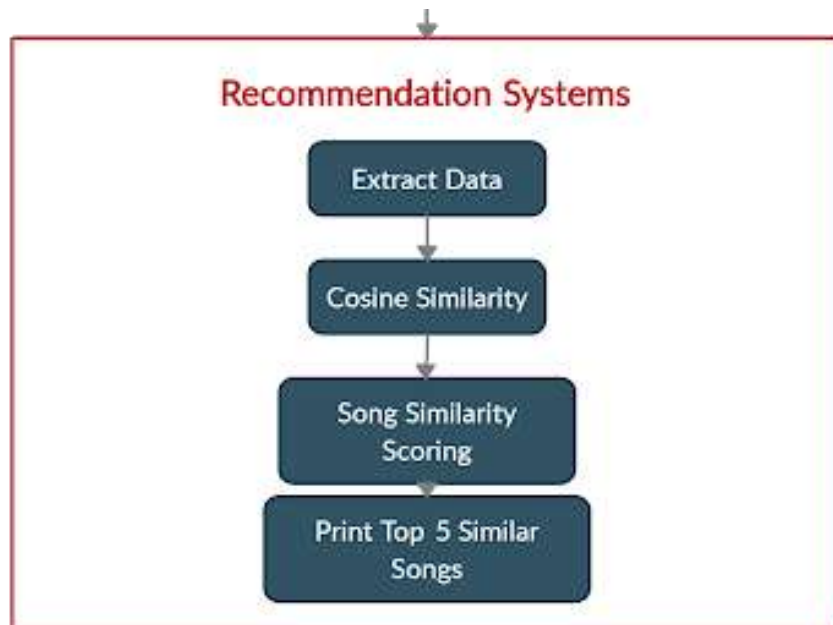 Recommendation Systems
Extract Data
Cosine Similarity
Song Similarity
Scoring
Print Top 5 Similar
Songs